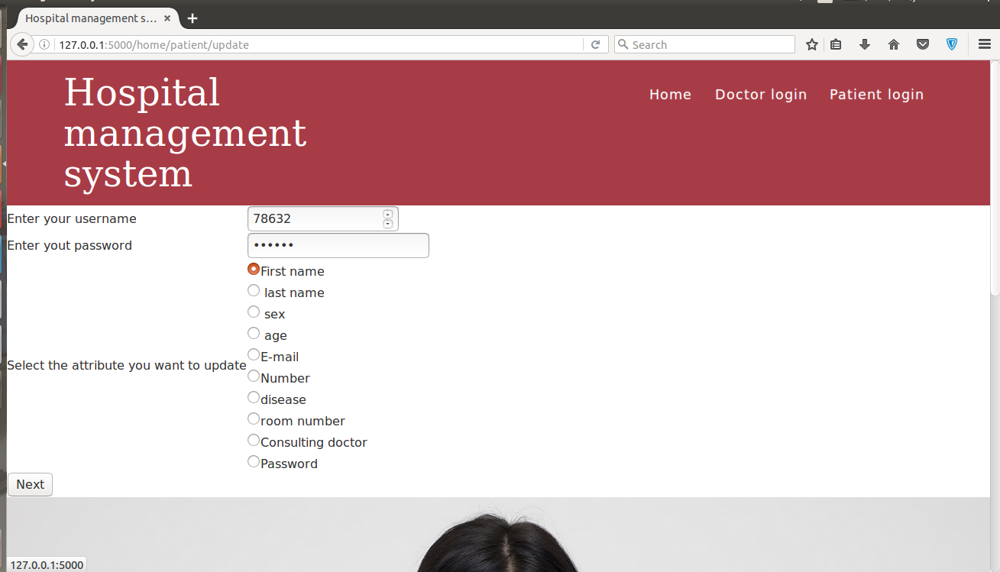 Hospital management s...
127.0.0.1:5000/home/patient/update
Search
Hospital
management
system
Home Doctor login Patient login
Enter your username 78632
Enter yout password ••••••
First name
last name
sex
age
Select the attribute you want to update
E-mail
Number
disease
room number
Consulting doctor
Password
Next
127.0.0.1:5000